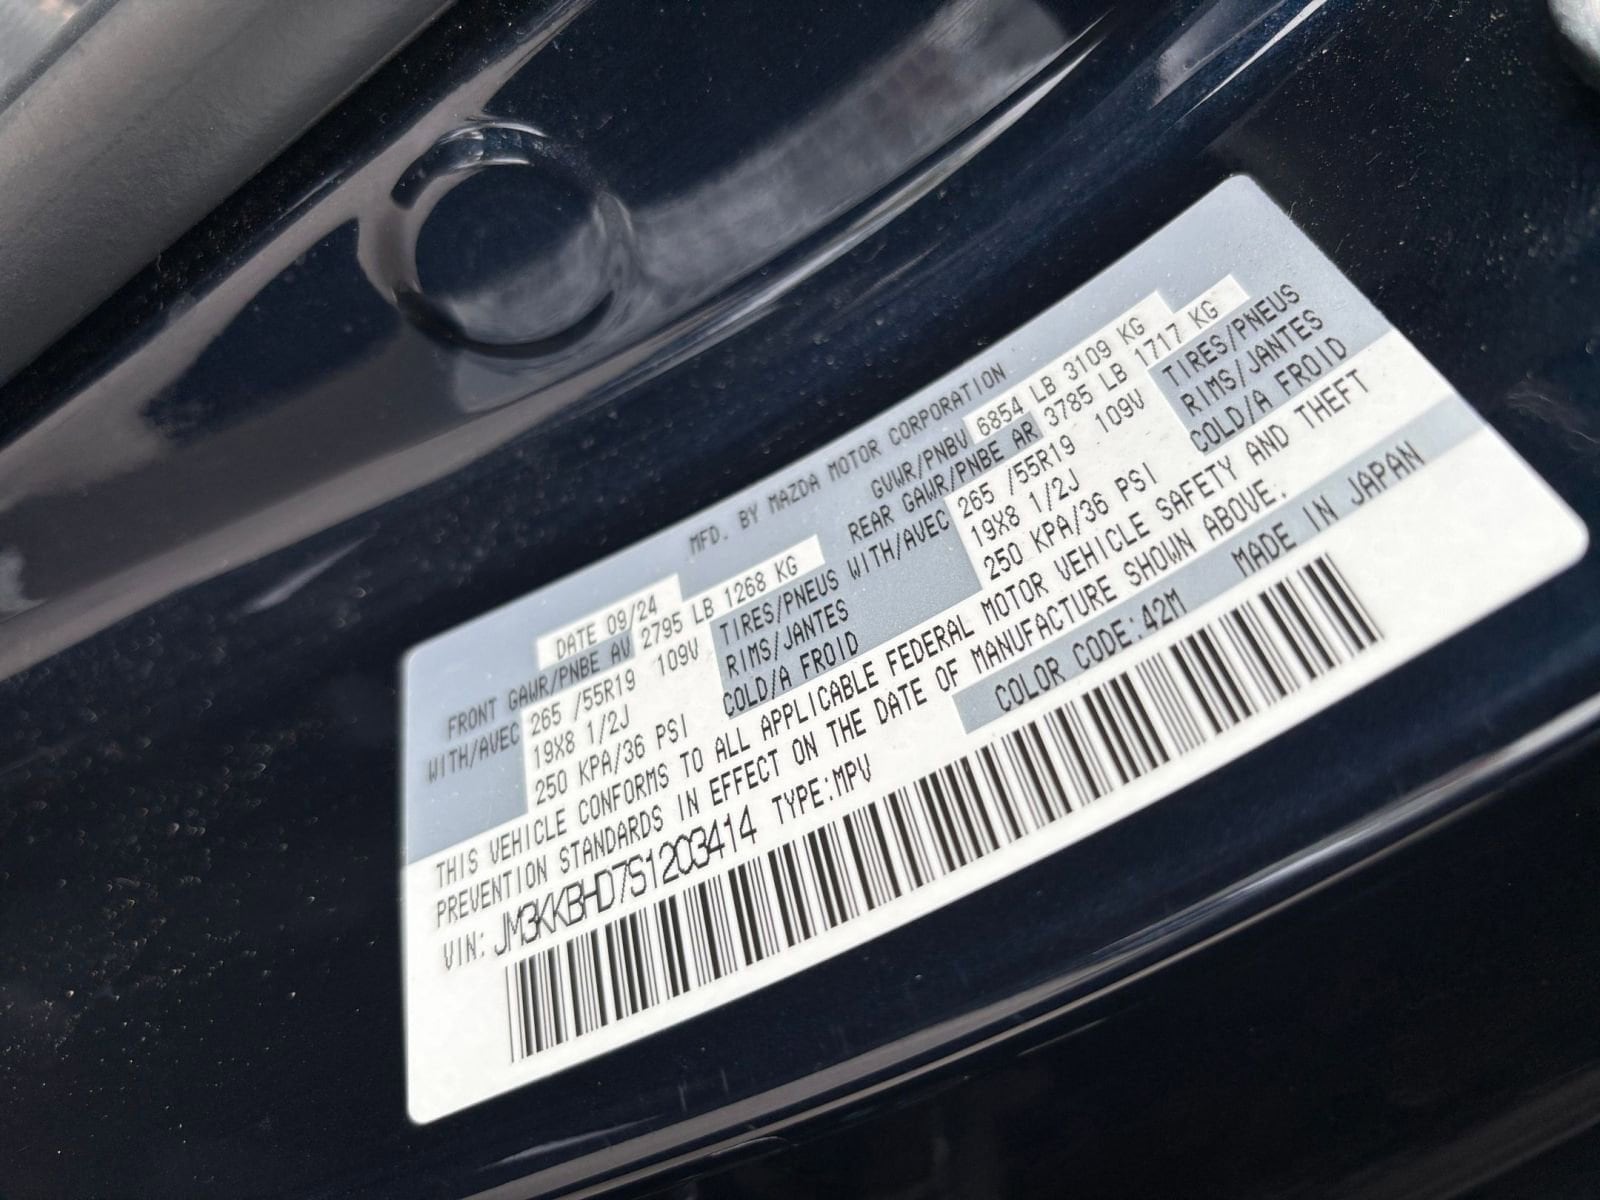 MFD. BY MAZDA MOTOR CORPORATION
DATE 09/24 GVWR/PNBV 6854 LB 3109 KG
FRONT GAWR/PNBE AV 2795 LB 1268 KG REAR GAWR/PNBE AR 3785 LB 1717 KG
WITH/AVEC 265 /55R19 109V TIRES/PNEUS WITH/AVEC 265 /55R19 109V TIRES/PNEUS
19X8 1/2J RIMS/JANTES 19X8 1/2J RIMS/JANTES
250 KPA/36 PSI COLD/A FROID 250 KPA/36 PSI COLD/A FROID
THIS VEHICLE CONFORMS TO ALL APPLICABLE FEDERAL MOTOR VEHICLE SAFETY AND THEFT
PREVENTION STANDARDS IN EFFECT ON THE DATE OF MANUFACTURE SHOWN ABOVE.
VIN: JM3KKBHD7S1203414 TYPE:MPV COLOR CODE:42M MADE IN JAPAN